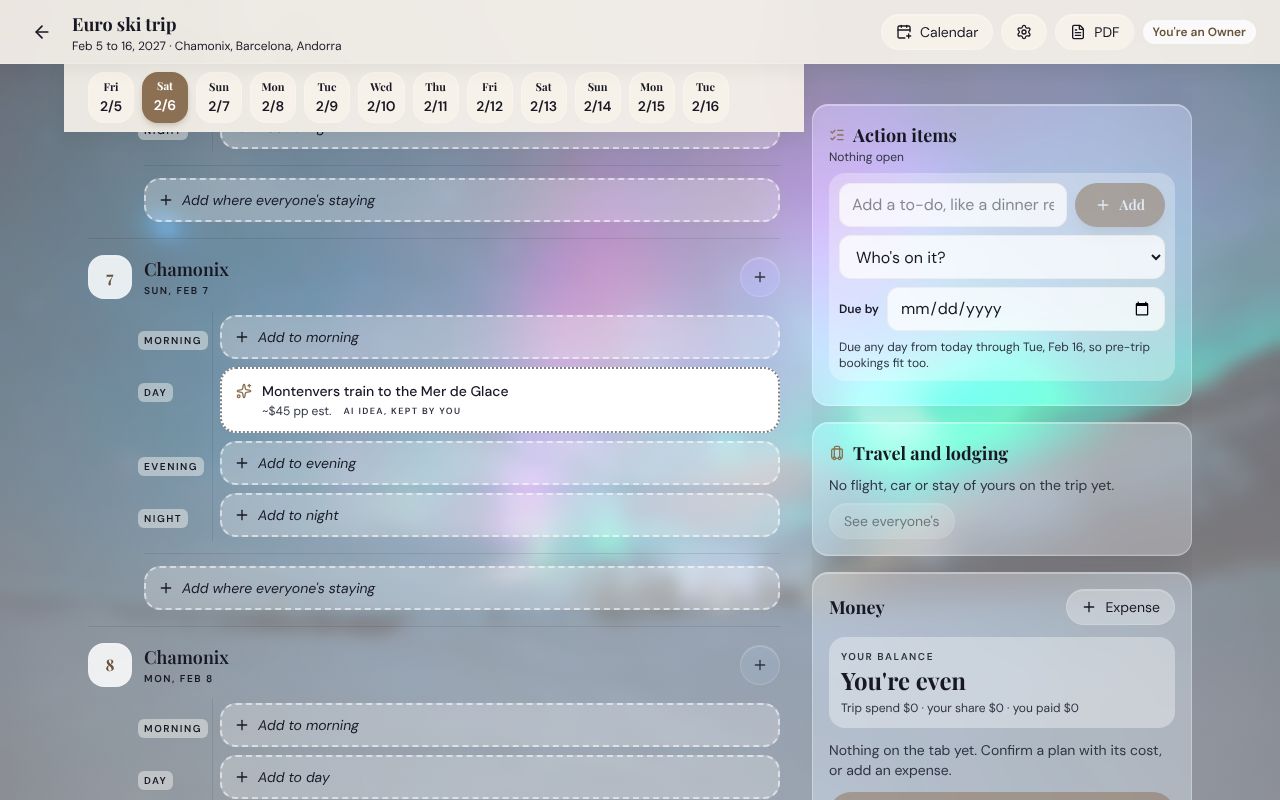 Euro ski trip
Feb 5 to 16, 2027 · Chamonix, Barcelona, Andorra
Calendar
PDF
You're an Owner
Fri 2/5
Sat 2/6
Sun 2/7
Mon 2/8
Tue 2/9
Wed 2/10
Thu 2/11
Fri 2/12
Sat 2/13
Sun 2/14
Mon 2/15
Tue 2/16
Add where everyone's staying
7
Chamonix
SUN, FEB 7
MORNING
Add to morning
DAY
Montenvers train to the Mer de Glace
~$45 pp est. AI IDEA, KEPT BY YOU
EVENING
Add to evening
NIGHT
Add to night
Add where everyone's staying
8
Chamonix
MON, FEB 8
MORNING
Add to morning
DAY
Add to day
Action items
Nothing open
Add a to-do, like a dinner re
Add
Who's on it?
Due by mm/dd/yyyy
Due any day from today through Tue, Feb 16, so pre-trip
bookings fit too.
Travel and lodging
No flight, car or stay of yours on the trip yet.
See everyone's
Money
Expense
YOUR BALANCE
You're even
Trip spend $0 · your share $0 · you paid $0
Nothing on the tab yet. Confirm a plan with its cost,
or add an expense.